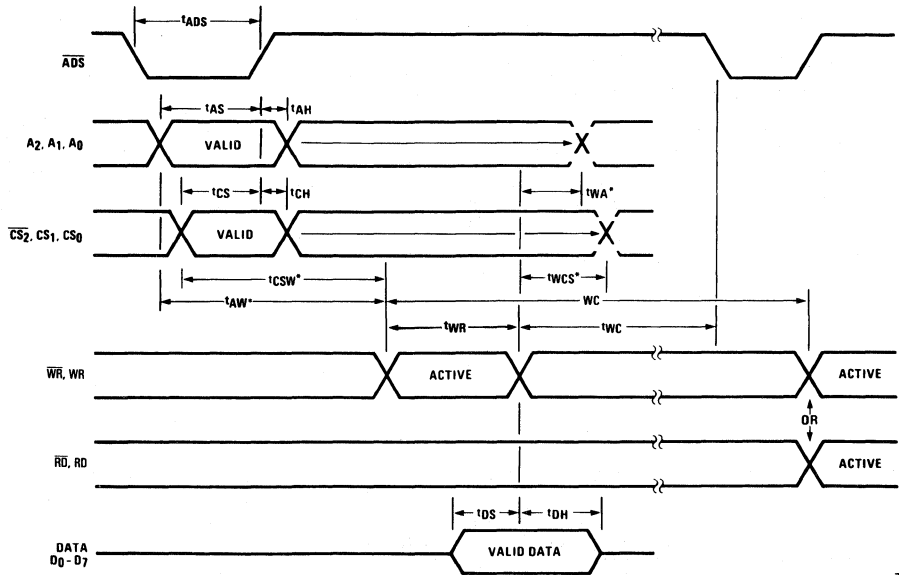 tADS
ADS
tAS tAH
A2, A1, A0 VALID
tCS tCH tWA*
CS2, CS1, CS0 VALID
tCSW* tWCS*
tAW* WC
tWR tWC
WR, WR ACTIVE ACTIVE
OR
RD, RD ACTIVE
tDS tDH
DATA
D0 - D7 VALID DATA